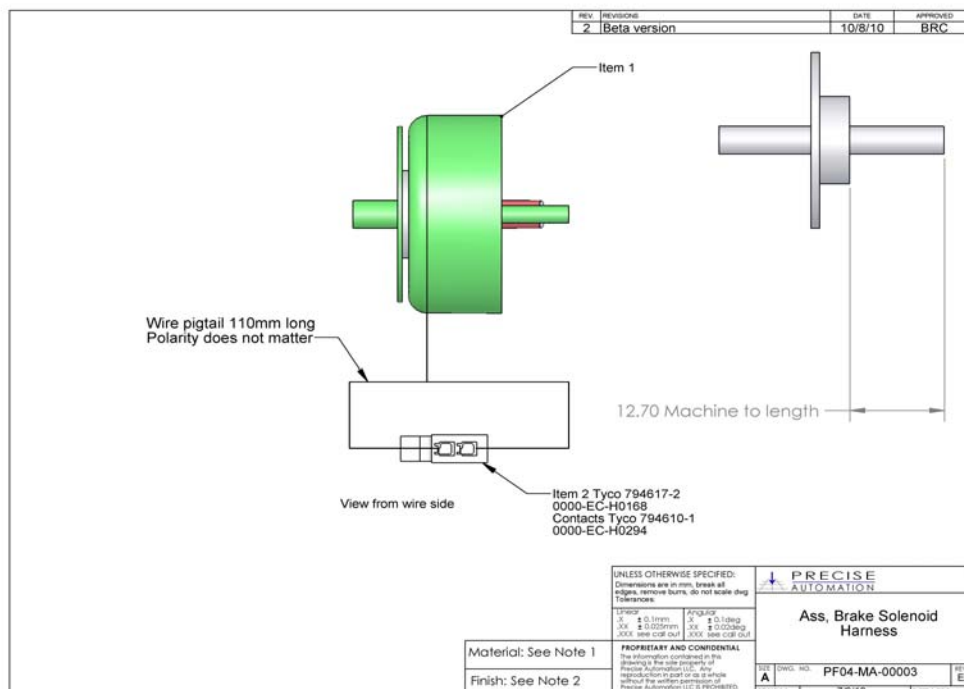 REV. REVISIONS DATE APPROVED
2 Beta version 10/8/10 BRC
Item 1
Wire pigtail 110mm long
Polarity does not matter
12.70 Machine to length
View from wire side
Item 2 Tyco 794617-2
0000-EC-H0168
Contacts Tyco 794610-1
0000-EC-H0294
UNLESS OTHERWISE SPECIFIED:
Dimensions are in mm, break all
edges, remove burrs, do not scale dwg
Tolerances:
Linear Angular
.X ± 0.1mm .X ± 0.1deg
.XX ± 0.025mm .XX ± 0.02deg
.XXX see call out .XXX see call out
PROPRIETARY AND CONFIDENTIAL
The information contained in this
drawing is the sole property of
Precise Automation LLC. Any
reproduction in part or as a whole
without the written permission of
Precise Automation LLC IS PROHIBITED.
Material: See Note 1
Finish: See Note 2
PRECISE
AUTOMATION
Ass, Brake Solenoid
Harness
SIZE DWG. NO. REV
A PF04-MA-00003